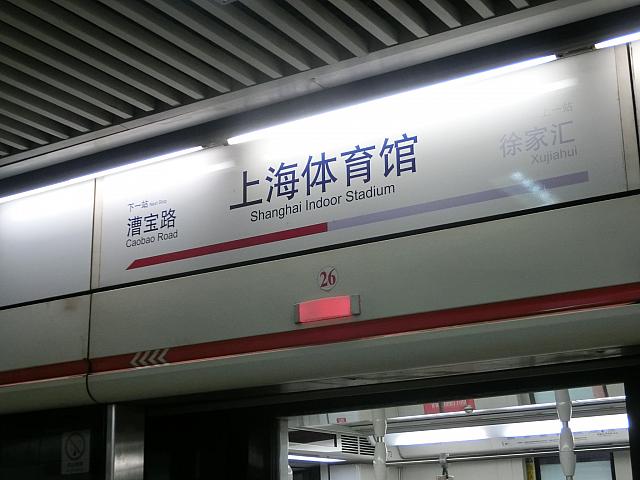 下一站 Next Stop
漕宝路
Caobao Road
上海体育馆
Shanghai Indoor Stadium
上一站
徐家汇
Xujiahui
26